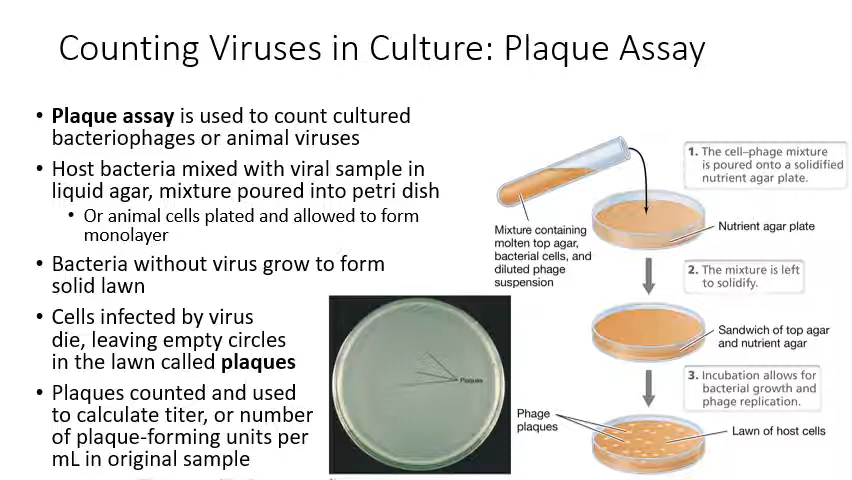 Counting Viruses in Culture: Plaque Assay
• Plaque assay is used to count cultured
bacteriophages or animal viruses
• Host bacteria mixed with viral sample in
liquid agar, mixture poured into petri dish
• Or animal cells plated and allowed to form
monolayer
• Bacteria without virus grow to form
solid lawn
• Cells infected by virus
die, leaving empty circles
in the lawn called plaques
• Plaques counted and used
to calculate titer, or number
of plaque-forming units per
mL in original sample
Plaques
1. The cell–phage mixture
is poured onto a solidified
nutrient agar plate.
Mixture containing
molten top agar,
bacterial cells, and
diluted phage
suspension
Nutrient agar plate
2. The mixture is left
to solidify.
Sandwich of top agar
and nutrient agar
3. Incubation allows for
bacterial growth and
phage replication.
Phage
plaques
Lawn of host cells